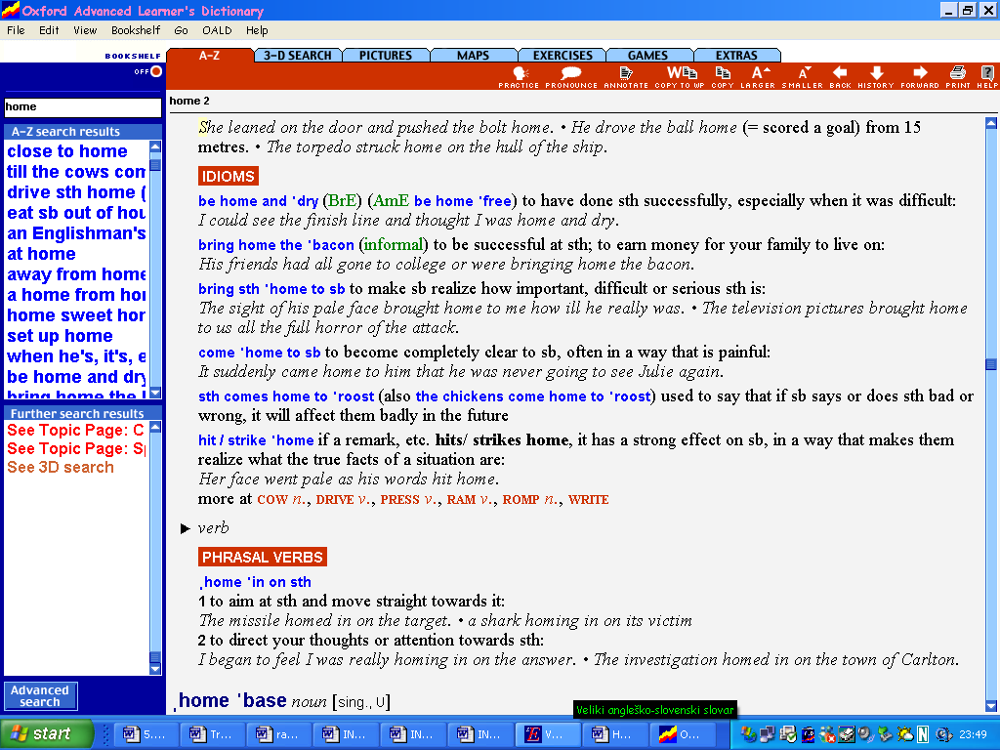 Oxford Advanced Learner's Dictionary
File Edit View Bookshelf Go OALD Help
BOOKSHELF A-Z 3-D SEARCH PICTURES MAPS EXERCISES GAMES EXTRAS
OFF
PRACTICE PRONOUNCE ANNOTATE COPY TO WP COPY LARGER SMALLER BACK HISTORY FORWARD PRINT HELP
home
home 2
A-Z search results
close to home
till the cows com
drive sth home (
eat sb out of hou
an Englishman's
at home
away from home
a home from hor
home sweet hor
set up home
when he's, it's, e
be home and dry
bring home the
Further search results
See Topic Page: C
See Topic Page: Sp
See 3D search
Advanced
search
She leaned on the door and pushed the bolt home. • He drove the ball home (= scored a goal) from 15
metres. • The torpedo struck home on the hull of the ship.
IDIOMS
be home and ˈdry (BrE) (AmE be home ˈfree) to have done sth successfully, especially when it was difficult:
I could see the finish line and thought I was home and dry.
bring home the ˈbacon (informal) to be successful at sth; to earn money for your family to live on:
His friends had all gone to college or were bringing home the bacon.
bring sth ˈhome to sb to make sb realize how important, difficult or serious sth is:
The sight of his pale face brought home to me how ill he really was. • The television pictures brought home
to us all the full horror of the attack.
come ˈhome to sb to become completely clear to sb, often in a way that is painful:
It suddenly came home to him that he was never going to see Julie again.
sth comes home to ˈroost (also the chickens come home to ˈroost) used to say that if sb says or does sth bad or
wrong, it will affect them badly in the future
hit / strike ˈhome if a remark, etc. hits/ strikes home, it has a strong effect on sb, in a way that makes them
realize what the true facts of a situation are:
Her face went pale as his words hit home.
more at COW n., DRIVE v., PRESS v., RAM v., ROMP n., WRITE
► verb
PHRASAL VERBS
ˌhome ˈin on sth
1 to aim at sth and move straight towards it:
The missile homed in on the target. • a shark homing in on its victim
2 to direct your thoughts or attention towards sth:
I began to feel I was really homing in on the answer. • The investigation homed in on the town of Carlton.
ˌhome ˈbase noun [sing., U]
Veliki angleško-slovenski slovar
start 5.... Tr... ra... IN... IN... IN... V... H... O... 23:49